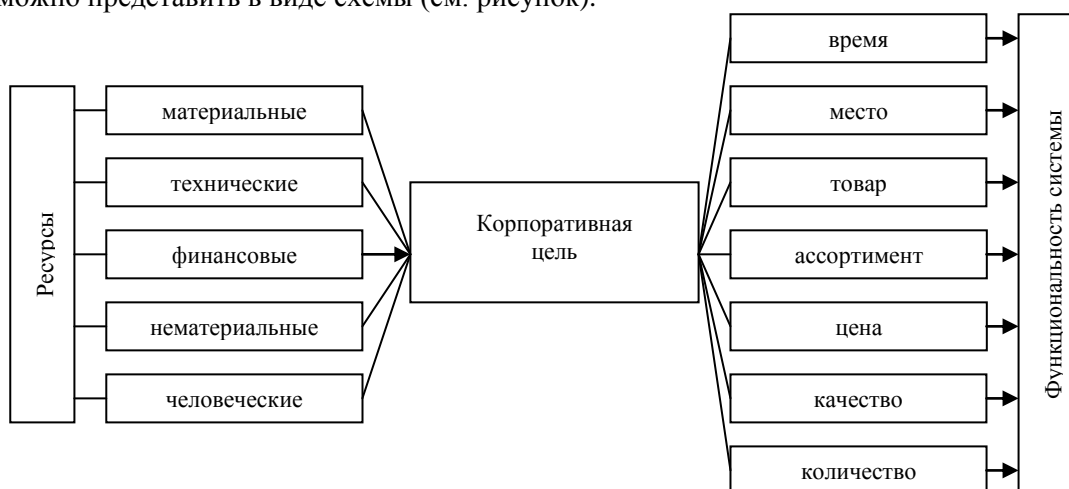 можно представить в виде схемы (см. рисунок).
Ресурсы
материальные
технические
финансовые
нематериальные
человеческие
Корпоративная
цель
время
место
товар
ассортимент
цена
качество
количество
Функциональность системы